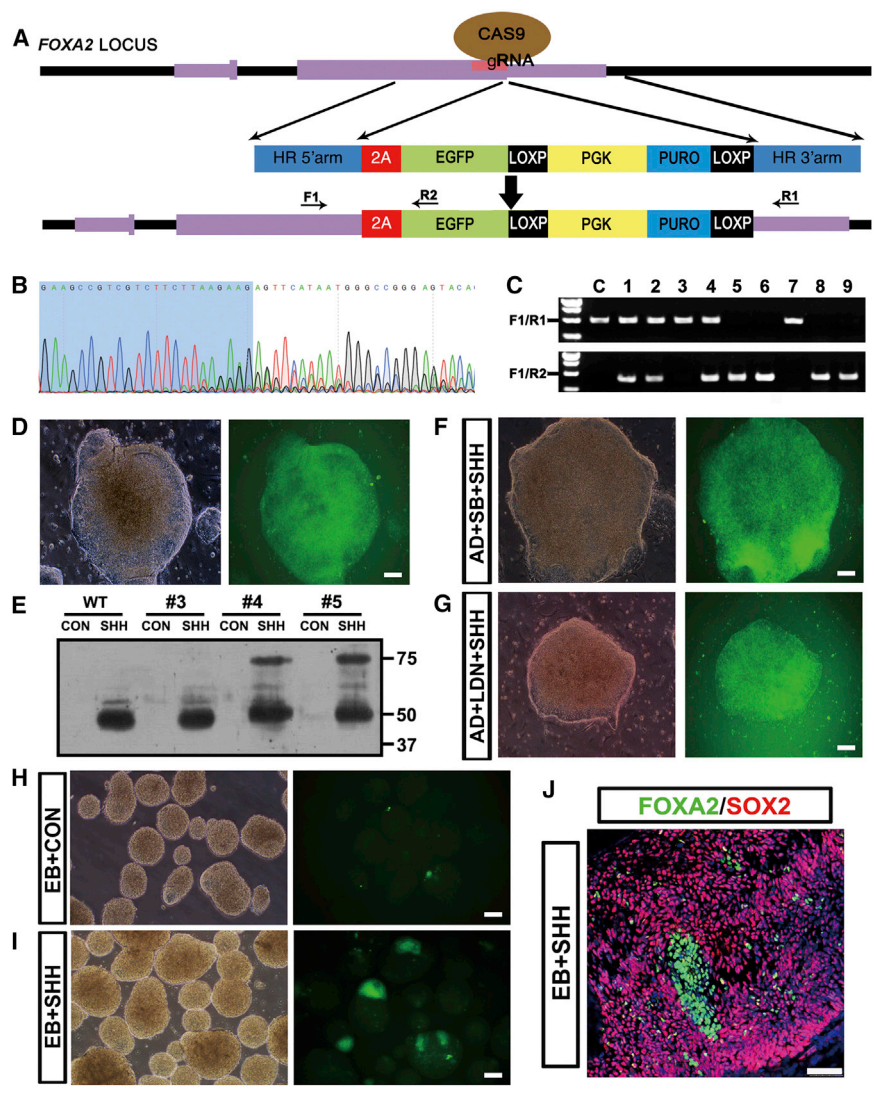 A
FOXA2 LOCUS
CAS9
gRNA
HR 5'arm 2A EGFP LOXP PGK PURO LOXP HR 3'arm
F1 R2 R1
2A EGFP LOXP PGK PURO LOXP
B
GAAGCCGTCGTCTTCTTAAGAAGAGTTCATAATGGGCCGGGAGTACA
C
C 1 2 3 4 5 6 7 8 9
F1/R1
F1/R2
D
E
WT #3 #4 #5
CON SHH CON SHH CON SHH CON SHH
75
50
37
F
AD+SB+SHH
G
AD+LDN+SHH
H
EB+CON
I
EB+SHH
J
FOXA2/SOX2
EB+SHH